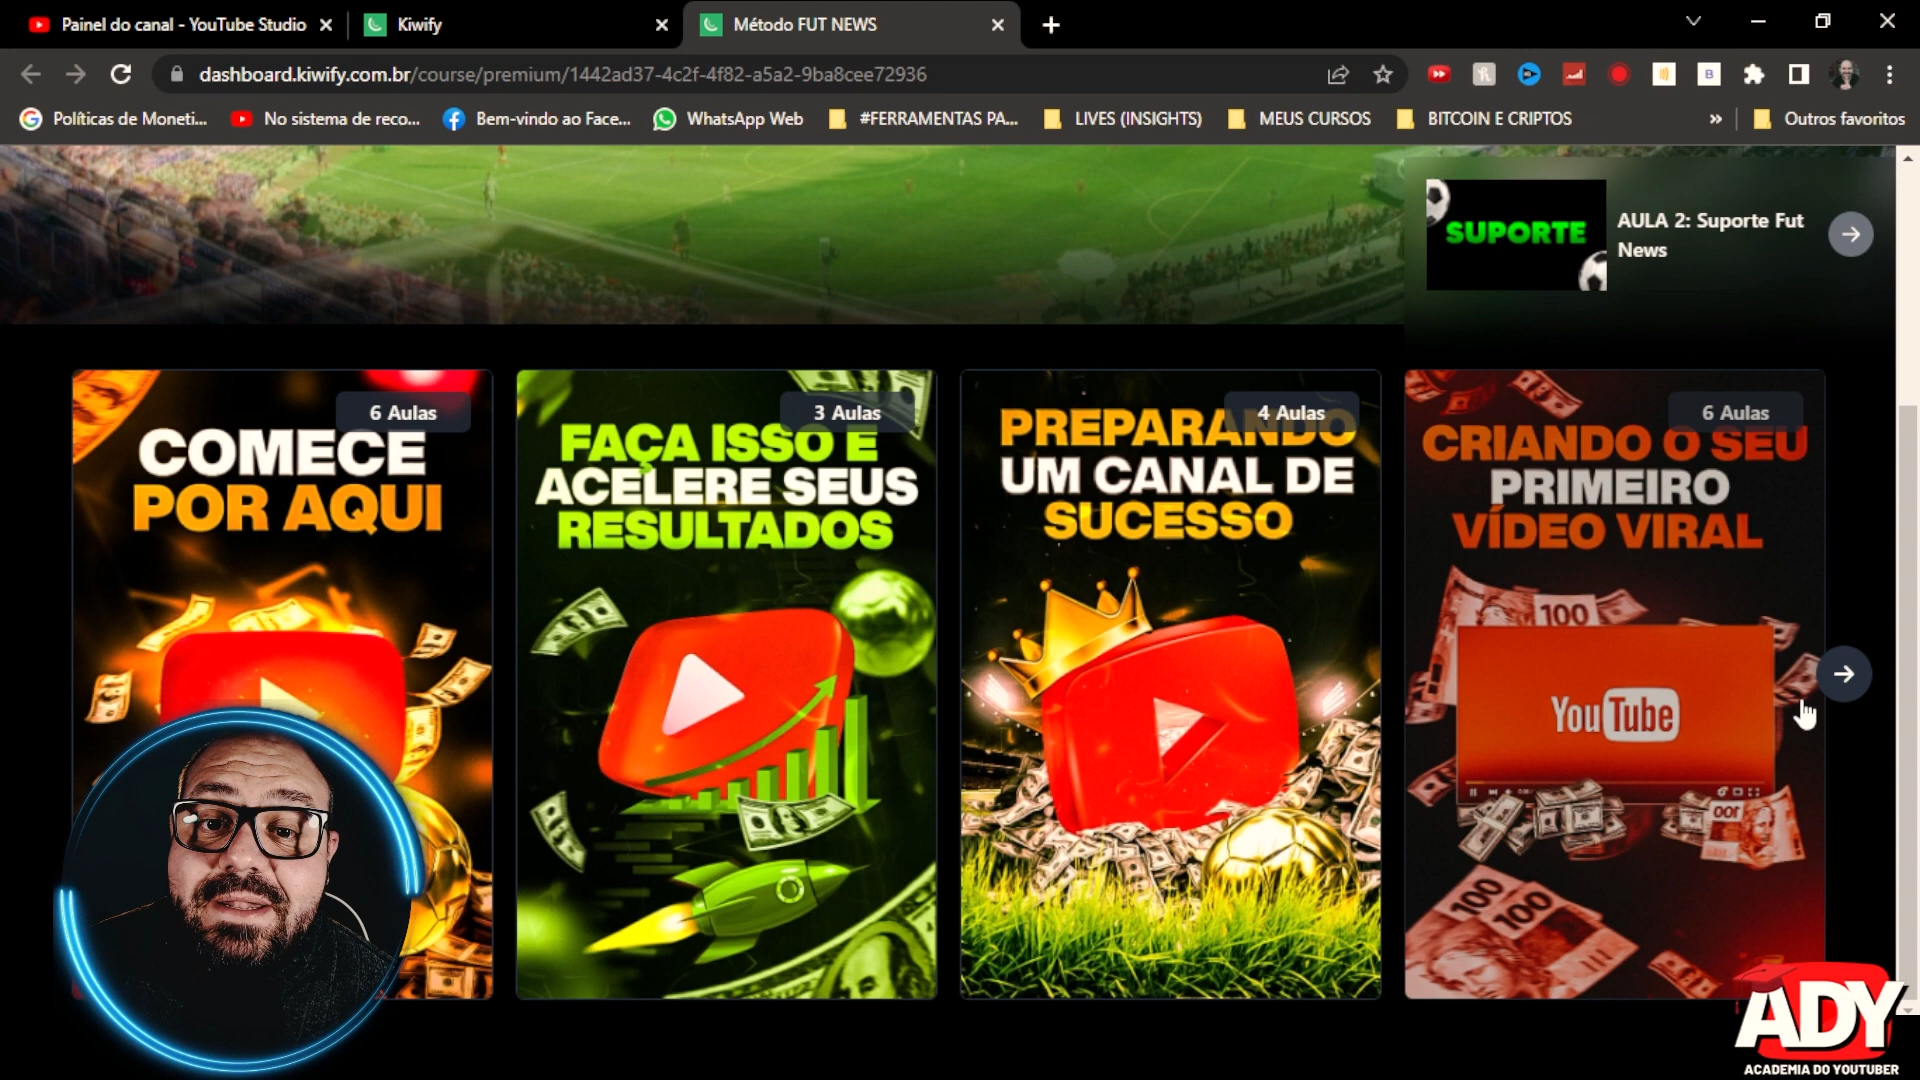 Painel do canal - YouTube Studio
Kiwify
Método FUT NEWS
dashboard.kiwify.com.br/course/premium/1442ad37-4c2f-4f82-a5a2-9ba8cee72936
Políticas de Moneti...
No sistema de reco...
Bem-vindo ao Face...
WhatsApp Web
#FERRAMENTAS PA...
LIVES (INSIGHTS)
MEUS CURSOS
BITCOIN E CRIPTOS
»
Outros favoritos
SUPORTE
AULA 2: Suporte Fut
News
6 Aulas
COMECE
POR AQUI
3 Aulas
FAÇA ISSO E
ACELERE SEUS
RESULTADOS
4 Aulas
PREPARANDO
UM CANAL DE
SUCESSO
6 Aulas
CRIANDO O SEU
PRIMEIRO
VÍDEO VIRAL
100
YouTube
100
100
100
ADY
ACADEMIA DO YOUTUBER